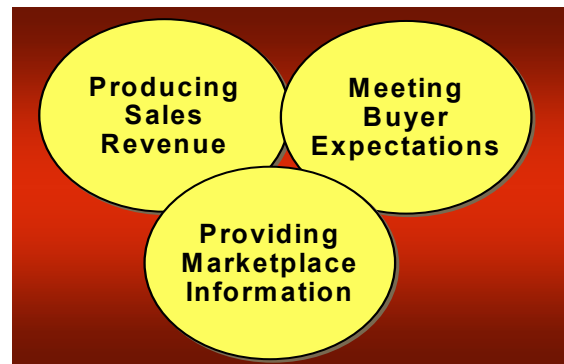 Producing
Sales
Revenue
Meeting
Buyer
Expectations
Providing
Marketplace
Information